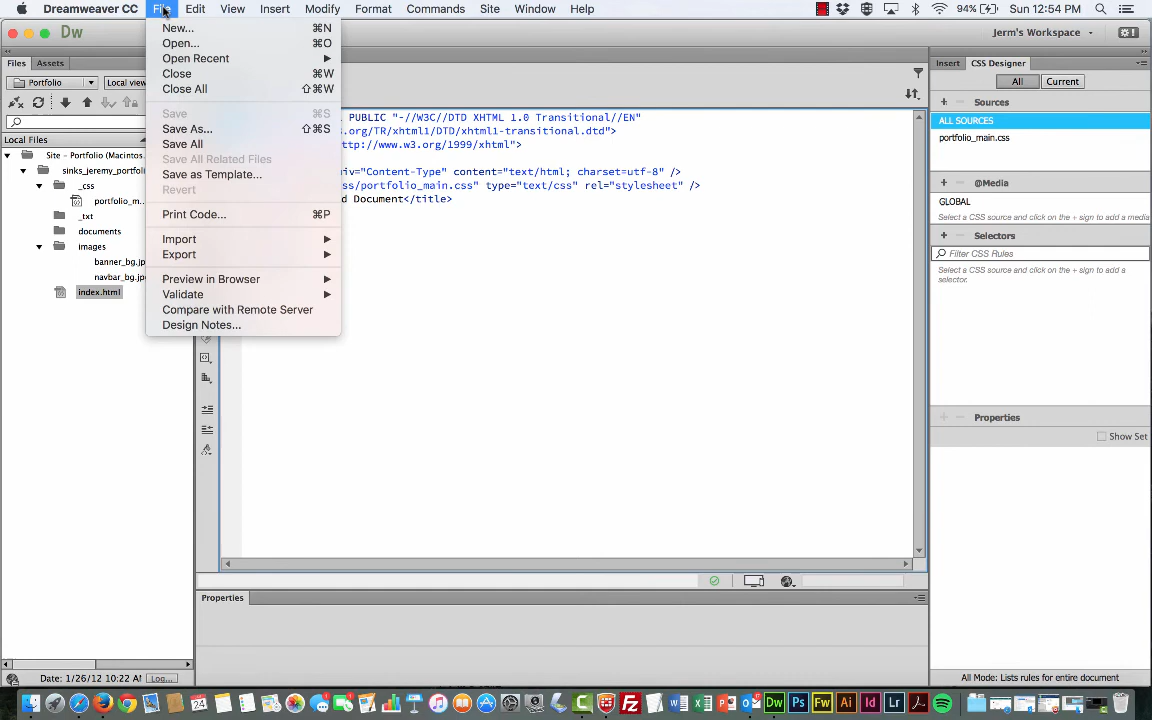 Dreamweaver CC File Edit View Insert Modify Format Commands Site Window Help 94% Sun 12:54 PM
Dw Jerm's Workspace
Files Assets
Portfolio Local view
Local Files
Site - Portfolio (Macintos
sinks_jeremy_portfoli
_css
portfolio_m...
_txt
documents
images
banner_bg.jp
navbar_bg.jp
index.html
New... ⌘N
Open... ⌘O
Open Recent
Close ⌘W
Close All ⇧⌘W
Save ⌘S
Save As... ⇧⌘S
Save All
Save All Related Files
Save as Template...
Revert
Print Code... ⌘P
Import
Export
Preview in Browser
Validate
Compare with Remote Server
Design Notes...
PUBLIC "-//W3C//DTD XHTML 1.0 Transitional//EN"
3.org/TR/xhtml1/DTD/xhtml1-transitional.dtd">
ttp://www.w3.org/1999/xhtml">
iv="Content-Type" content="text/html; charset=utf-8" />
ss/portfolio_main.css" type="text/css" rel="stylesheet" />
d Document</title>
Insert CSS Designer
All Current
Sources
ALL SOURCES
portfolio_main.css
@Media
GLOBAL
Select a CSS source and click on the + sign to add a media
Selectors
Filter CSS Rules
Select a CSS source and click on the + sign to add a
selector.
Properties
Show Set
All Mode: Lists rules for entire document
Properties
Date: 1/26/12 10:22 AM Log...
Dw Ps Fw Ai Id Lr